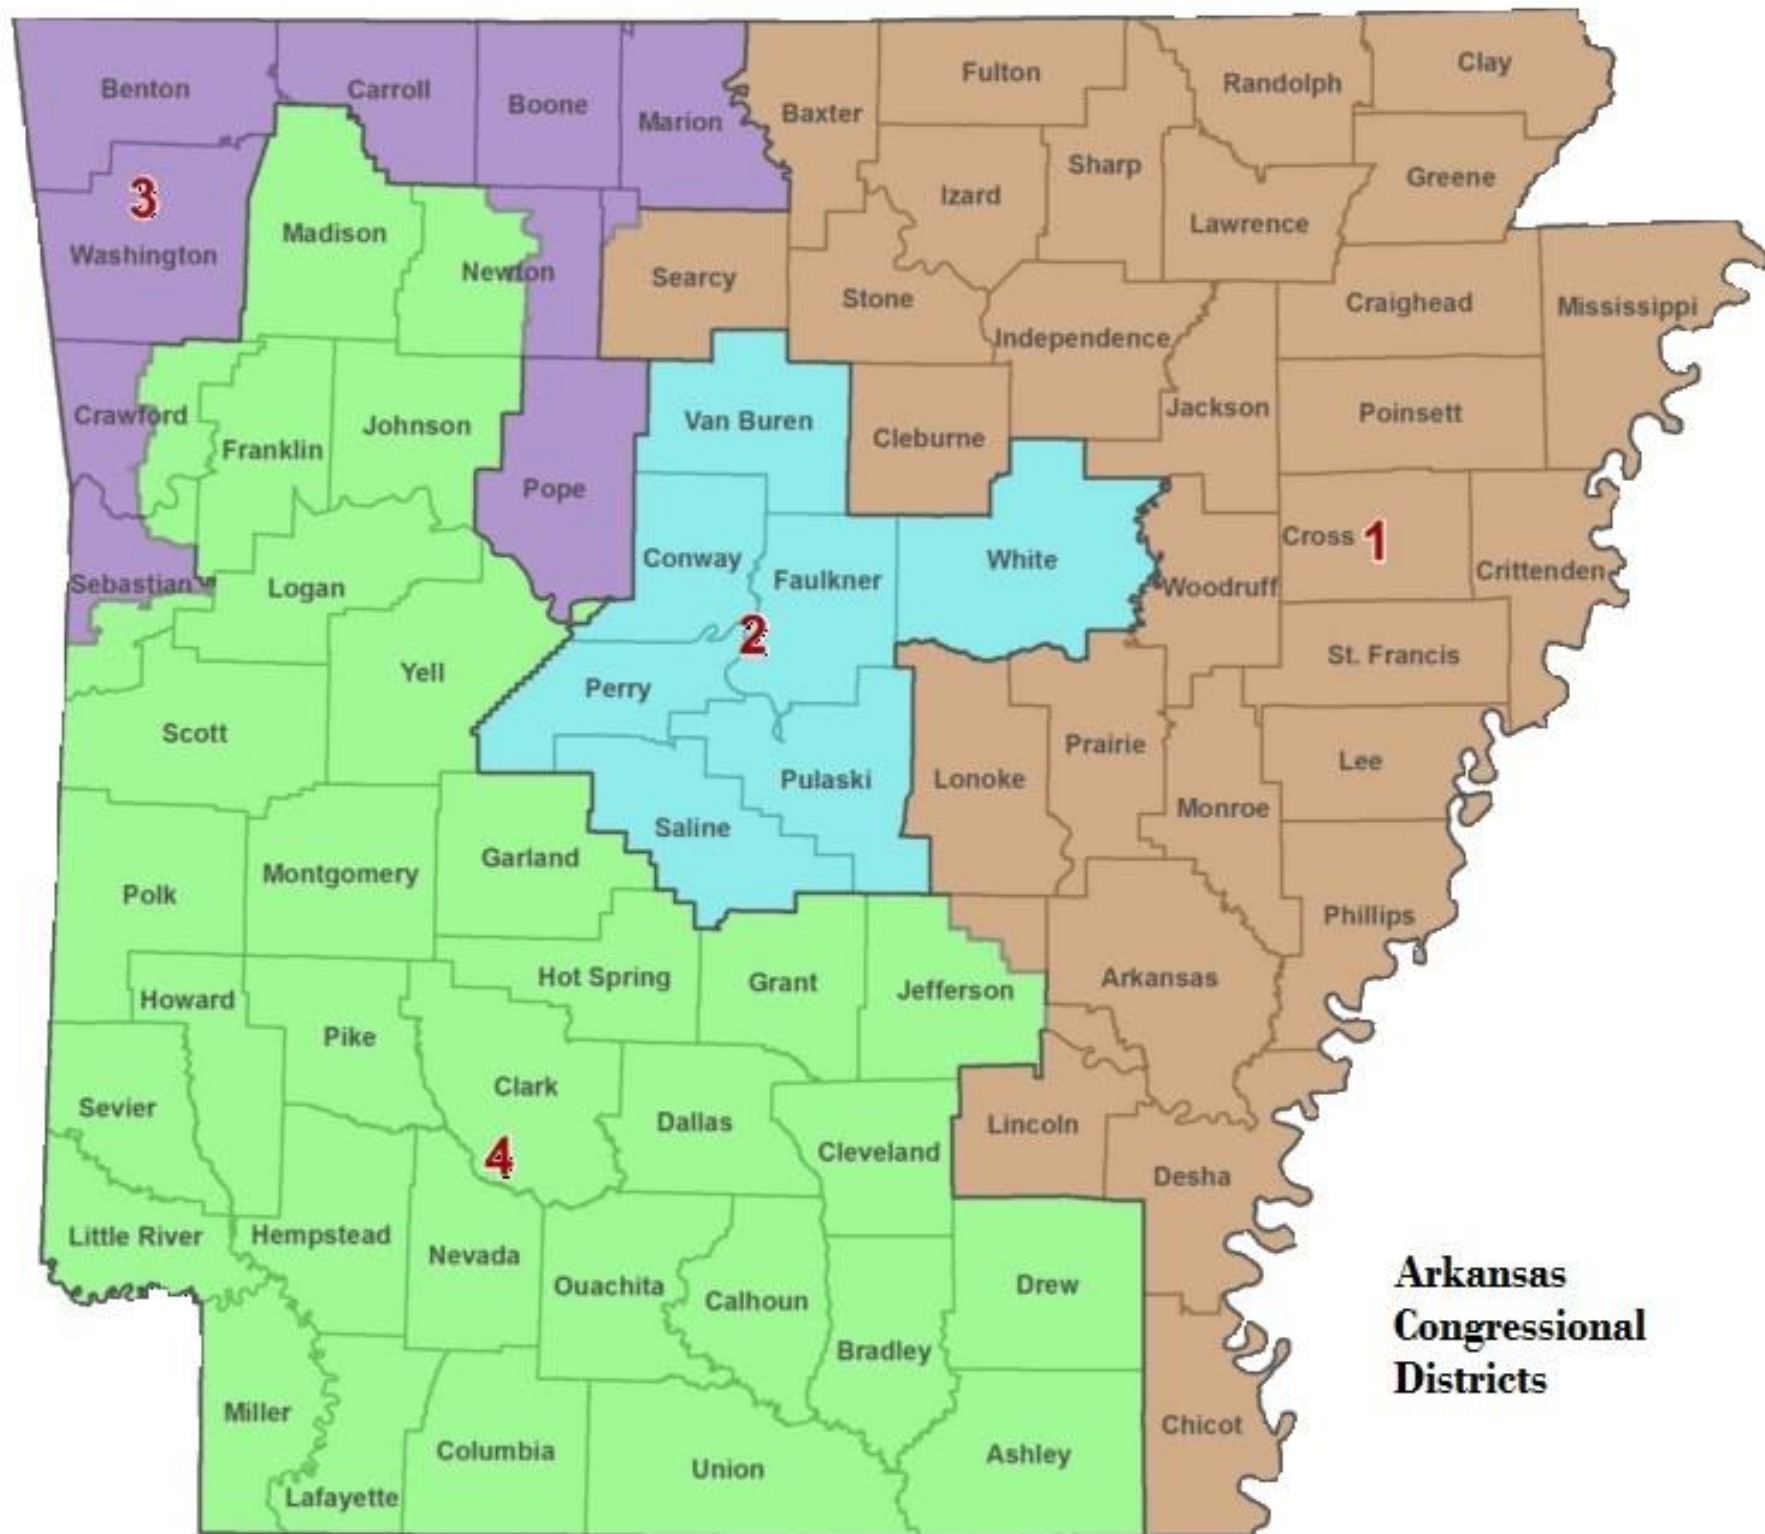 Benton
Carroll
Boone
Marion
Baxter
Fulton
Randolph
Clay
3
Washington
Madison
Newton
Searcy
Stone
Izard
Sharp
Lawrence
Greene
Independence
Craighead
Mississippi
Crawford
Franklin
Johnson
Pope
Van Buren
Cleburne
Jackson
Poinsett
Sebastian
Logan
Conway
Faulkner
White
Woodruff
Cross
1
Crittenden
2
Yell
Perry
St. Francis
Scott
Pulaski
Lonoke
Prairie
Monroe
Lee
Saline
Polk
Montgomery
Garland
Phillips
Howard
Pike
Hot Spring
Grant
Jefferson
Arkansas
Sevier
Clark
Dallas
Cleveland
Lincoln
Desha
4
Little River
Hempstead
Nevada
Ouachita
Calhoun
Bradley
Drew
Miller
Lafayette
Columbia
Union
Ashley
Chicot
Arkansas
Congressional
Districts